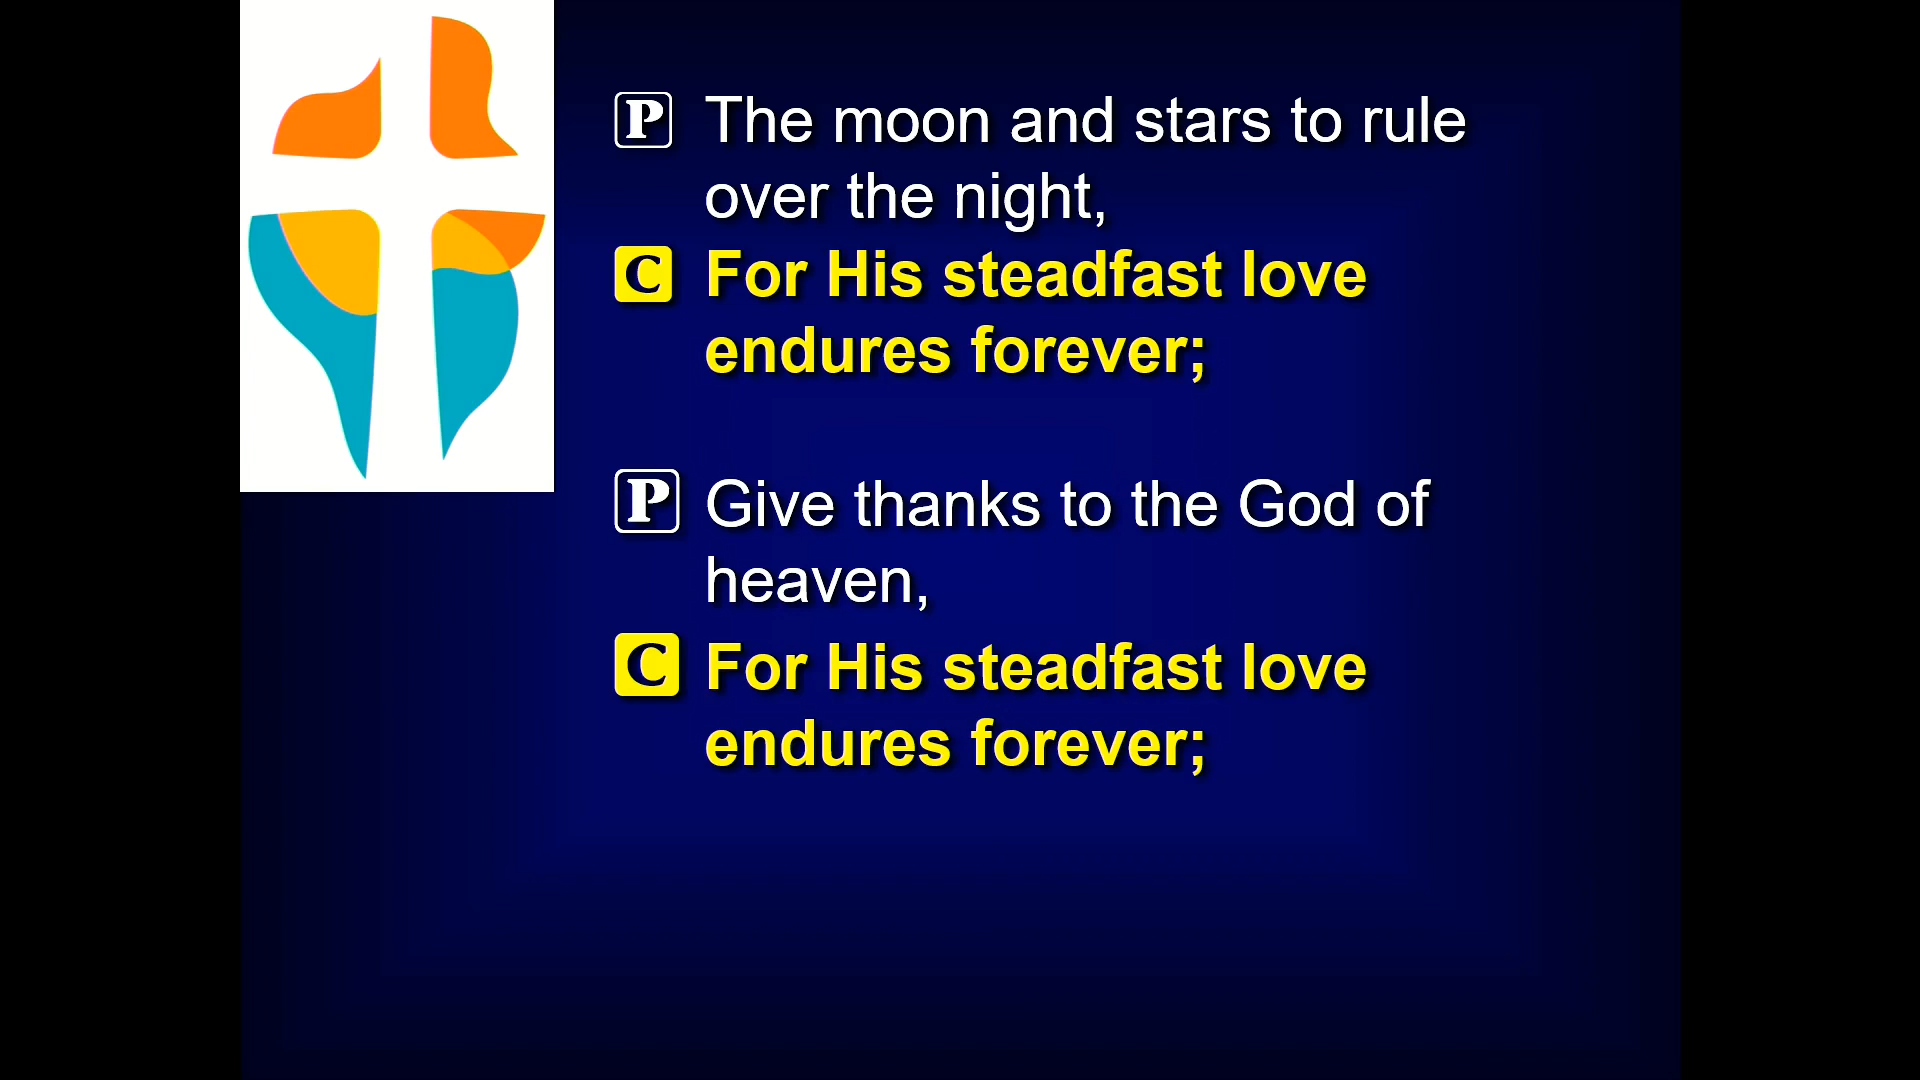 P The moon and stars to rule
over the night,
C For His steadfast love
endures forever;
P Give thanks to the God of
heaven,
C For His steadfast love
endures forever;